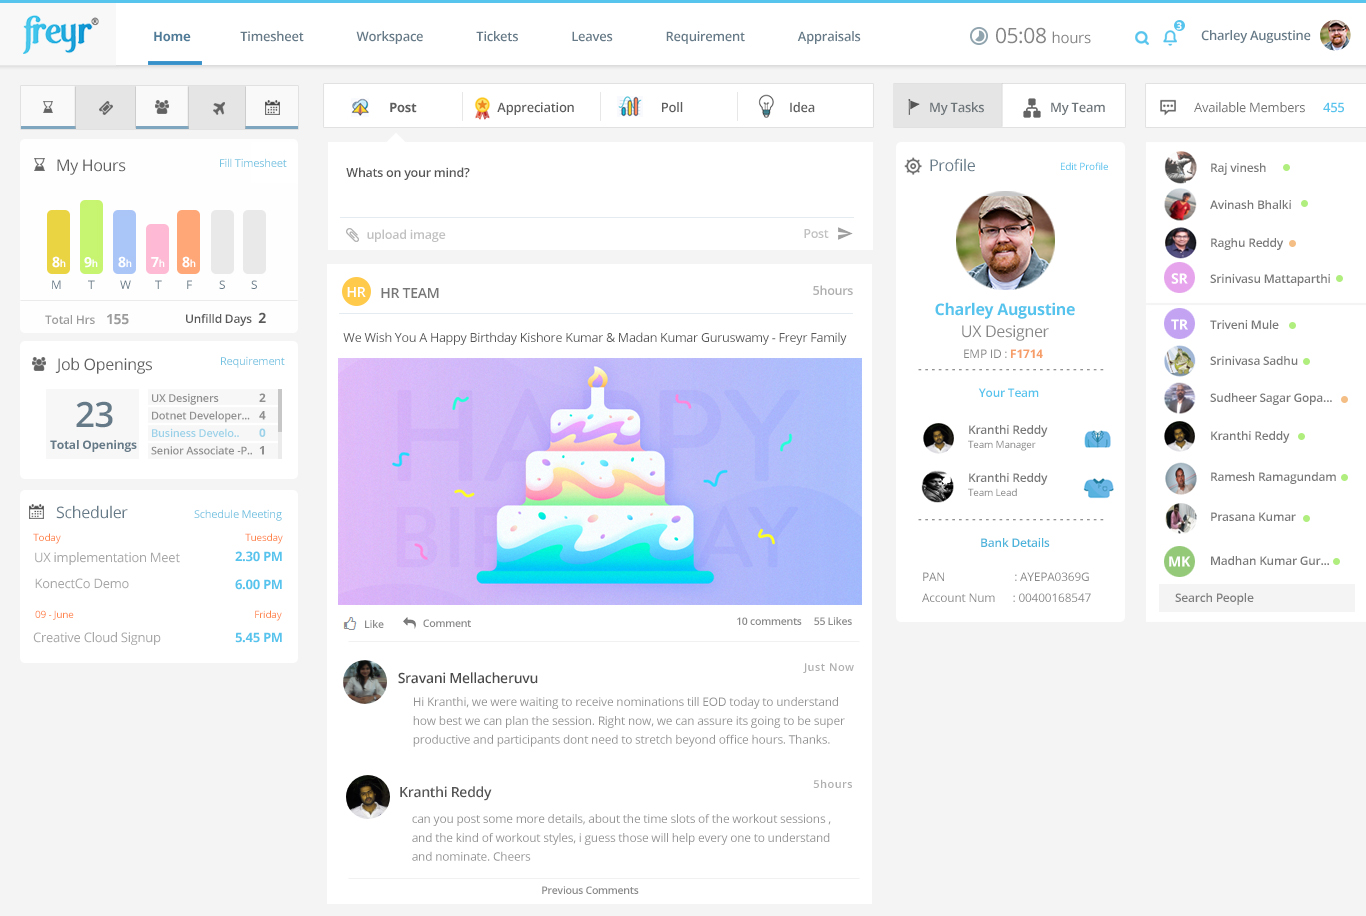 freyr®
Home
Timesheet
Workspace
Tickets
Leaves
Requirement
Appraisals
05:08 hours
3
Charley Augustine
My Hours
Fill Timesheet
8h 9h 8h 7h 8h
M T W T F S S
Total Hrs 155
Unfilld Days 2
Job Openings
Requirement
23
Total Openings
UX Designers 2
Dotnet Developer... 4
Business Develo.. 0
Senior Associate -P.. 1
Scheduler
Schedule Meeting
Today Tuesday
UX implementation Meet 2.30 PM
KonectCo Demo 6.00 PM
09 - June Friday
Creative Cloud Signup 5.45 PM
Post
Appreciation
Poll
Idea
Whats on your mind?
upload image
Post
HR HR TEAM
5hours
We Wish You A Happy Birthday Kishore Kumar & Madan Kumar Guruswamy - Freyr Family
HAPPY
BIRTHDAY
Like
Comment
10 comments 55 Likes
Sravani Mellacheruvu
Just Now
Hi Kranthi, we were waiting to receive nominations till EOD today to understand
how best we can plan the session. Right now, we can assure its going to be super
productive and participants dont need to stretch beyond office hours. Thanks.
Kranthi Reddy
5hours
can you post some more details, about the time slots of the workout sessions ,
and the kind of workout styles, i guess those will help every one to understand
and nominate. Cheers
Previous Comments
My Tasks
My Team
Profile
Edit Profile
Charley Augustine
UX Designer
EMP ID : F1714
Your Team
Kranthi Reddy
Team Manager
Kranthi Reddy
Team Lead
Bank Details
PAN : AYEPA0369G
Account Num : 00400168547
Available Members 455
Raj vinesh
Avinash Bhalki
Raghu Reddy
SR Srinivasu Mattaparthi
TR Triveni Mule
Srinivasa Sadhu
Sudheer Sagar Gopa...
Kranthi Reddy
Ramesh Ramagundam
Prasana Kumar
MK Madhan Kumar Gur...
Search People